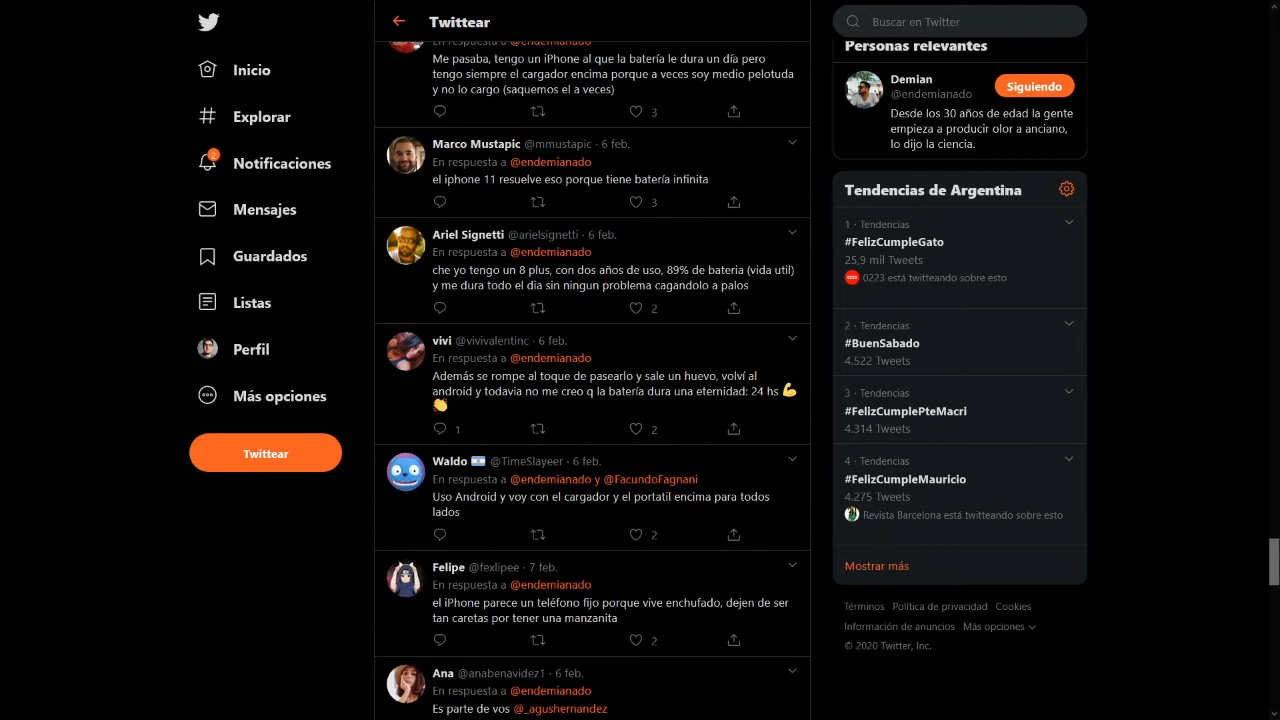 Inicio
Explorar
2
Notificaciones
Mensajes
Guardados
Listas
Perfil
Más opciones
Twittear
Twittear
En respuesta a @endemianado
Me pasaba, tengo un iPhone al que la batería le dura un día pero
tengo siempre el cargador encima porque a veces soy medio pelotuda
y no lo cargo (saquemos el a veces)
3
Marco Mustapic @mmustapic · 6 feb.
En respuesta a @endemianado
el iphone 11 resuelve eso porque tiene batería infinita
3
Ariel Signetti @arielsignetti · 6 feb.
En respuesta a @endemianado
che yo tengo un 8 plus, con dos años de uso, 89% de bateria (vida util)
y me dura todo el dia sin ningun problema cagandolo a palos
2
vivi @vivivalentinc · 6 feb.
En respuesta a @endemianado
Además se rompe al toque de pasearlo y sale un huevo, volví al
android y todavia no me creo q la batería dura una eternidad: 24 hs 💪
👏
1 2
Waldo 🇦🇷 @TimeSlayeer · 6 feb.
En respuesta a @endemianado y @FacundoFagnani
Uso Android y voy con el cargador y el portatil encima para todos
lados
2
Felipe @fexlipee · 7 feb.
En respuesta a @endemianado
el iPhone parece un teléfono fijo porque vive enchufado, dejen de ser
tan caretas por tener una manzanita
2
Ana @anabenavidez1 · 6 feb.
En respuesta a @endemianado
Es parte de vos @_agushernandez
Buscar en Twitter
Personas relevantes
Demian
@endemianado
Siguiendo
Desde los 30 años de edad la gente
empieza a producir olor a anciano,
lo dijo la ciencia.
Tendencias de Argentina
1 · Tendencias
#FelizCumpleGato
25,9 mil Tweets
0223 0223 está twitteando sobre esto
2 · Tendencias
#BuenSabado
4.522 Tweets
3 · Tendencias
#FelizCumplePteMacri
4.314 Tweets
4 · Tendencias
#FelizCumpleMauricio
4.275 Tweets
Revista Barcelona está twitteando sobre esto
Mostrar más
Términos Política de privacidad Cookies
Información de anuncios Más opciones
© 2020 Twitter, Inc.